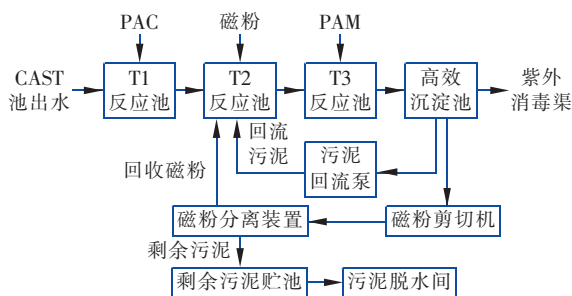 PAC
磁粉
PAM
CAST
池出水
T1
反应池
T2
反应池
T3
反应池
高效
沉淀池
紫外
消毒渠
回流
污泥
污泥
回流泵
回收磁粉
磁粉分离装置
磁粉剪切机
剩余污泥
剩余污泥贮池
污泥脱水间